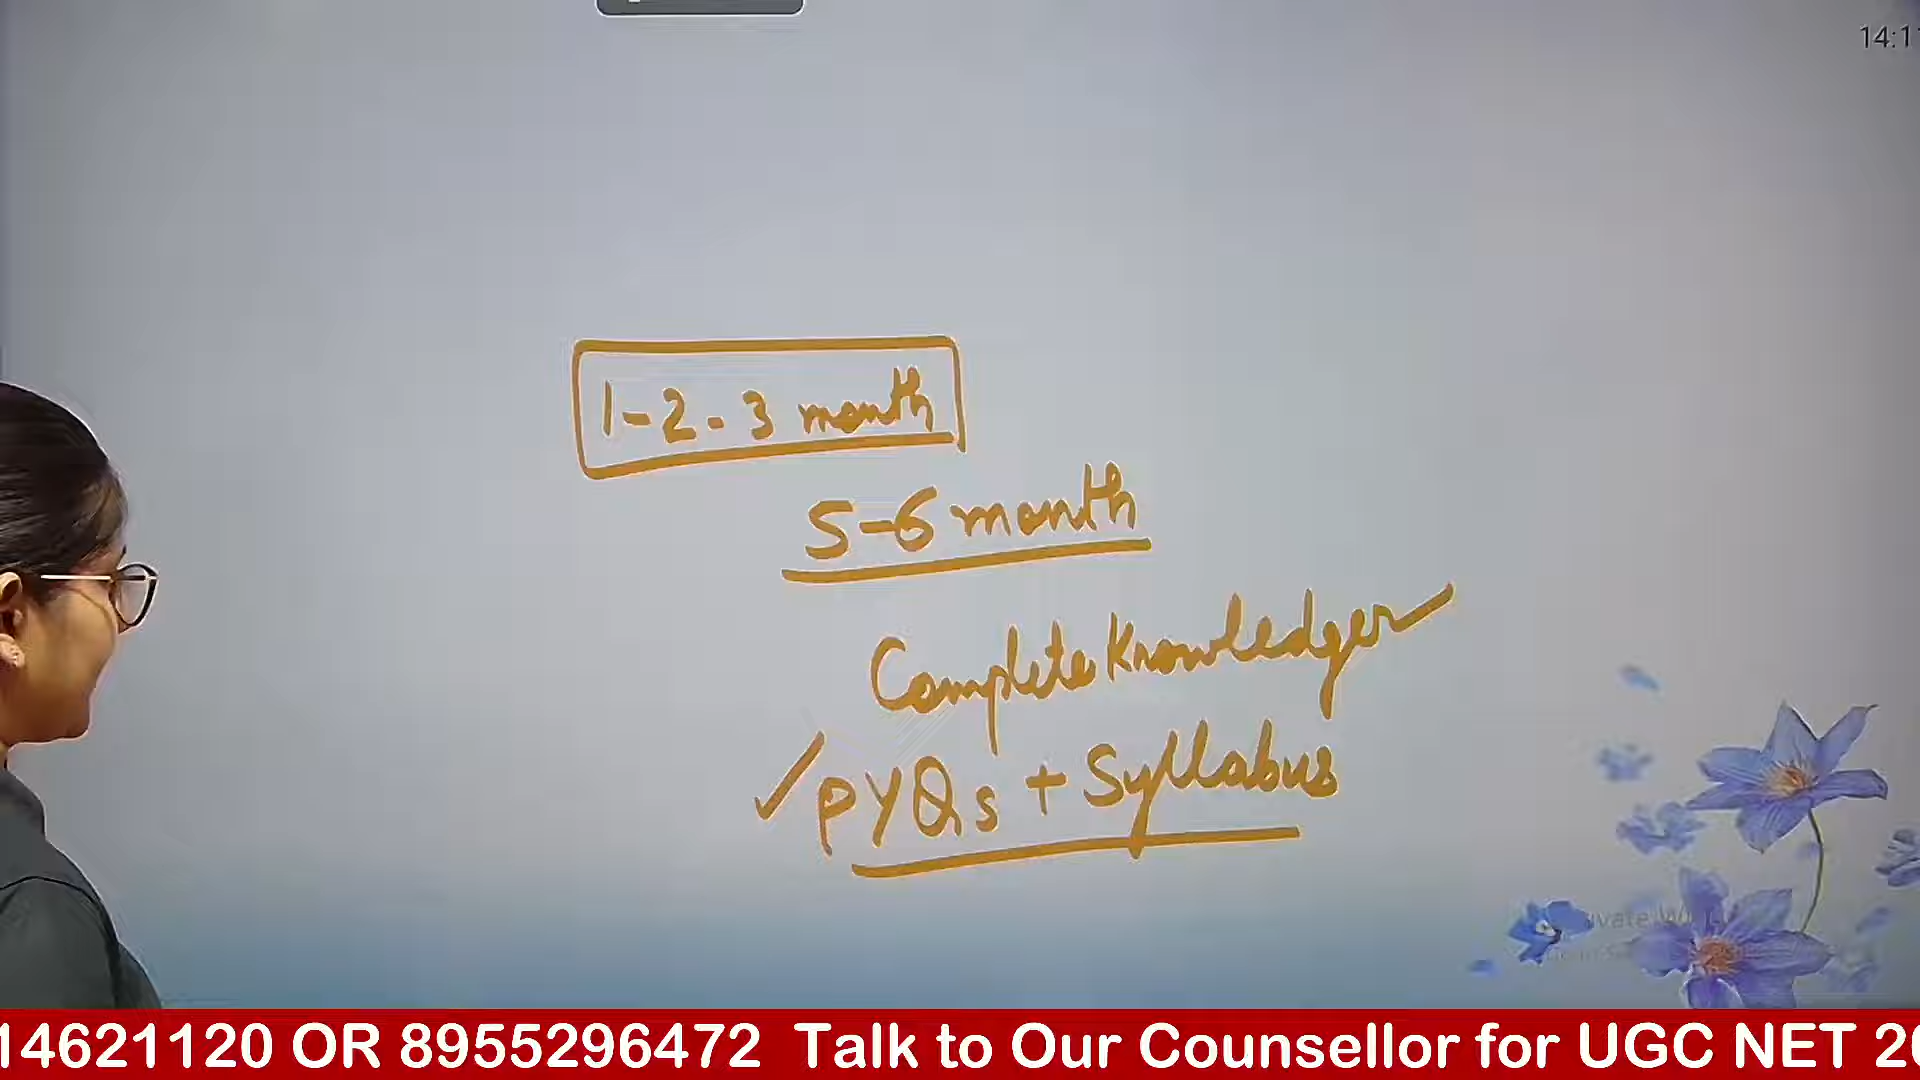 14:1
1-2-3 month
5-6 month
Complete Knowledger
✓ PYQs + Syllabus
14621120 OR 8955296472 Talk to Our Counsellor for UGC NET 20